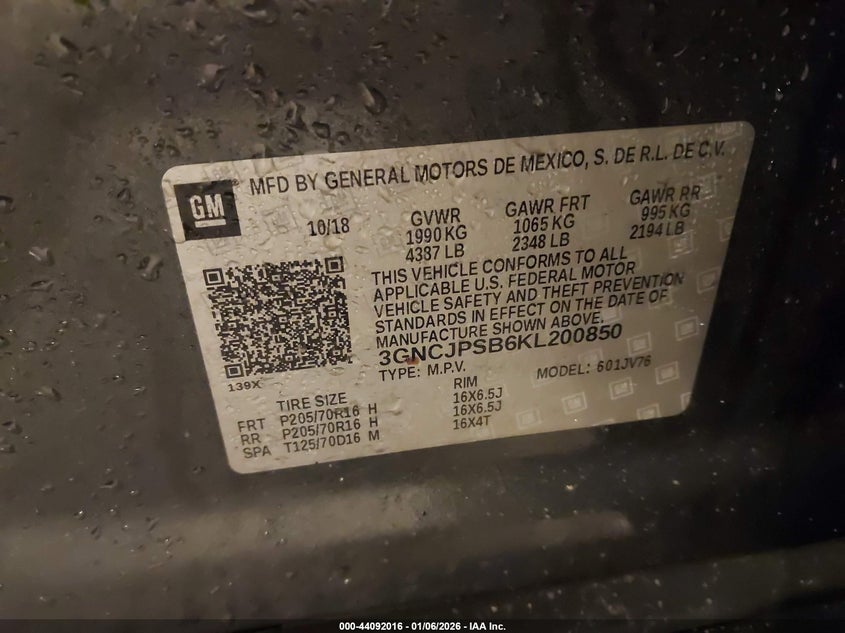 GM
MFD BY GENERAL MOTORS DE MEXICO, S. DE R.L. DE C.V.
10/18
GVWR
1990 KG
4387 LB
GAWR FRT
1065 KG
2348 LB
GAWR RR
995 KG
2194 LB
THIS VEHICLE CONFORMS TO ALL
APPLICABLE U.S. FEDERAL MOTOR
VEHICLE SAFETY AND THEFT PREVENTION
STANDARDS IN EFFECT ON THE DATE OF
MANUFACTURE SHOWN ABOVE.
3GNCJPSB6KL200850
TYPE: M.P.V. MODEL: 601JV76
139X
TIRE SIZE RIM
FRT P205/70R16 H 16X6.5J
RR P205/70R16 H 16X6.5J
SPA T125/70D16 M 16X4T
000-44092016 - 01/06/2026 - IAA Inc.